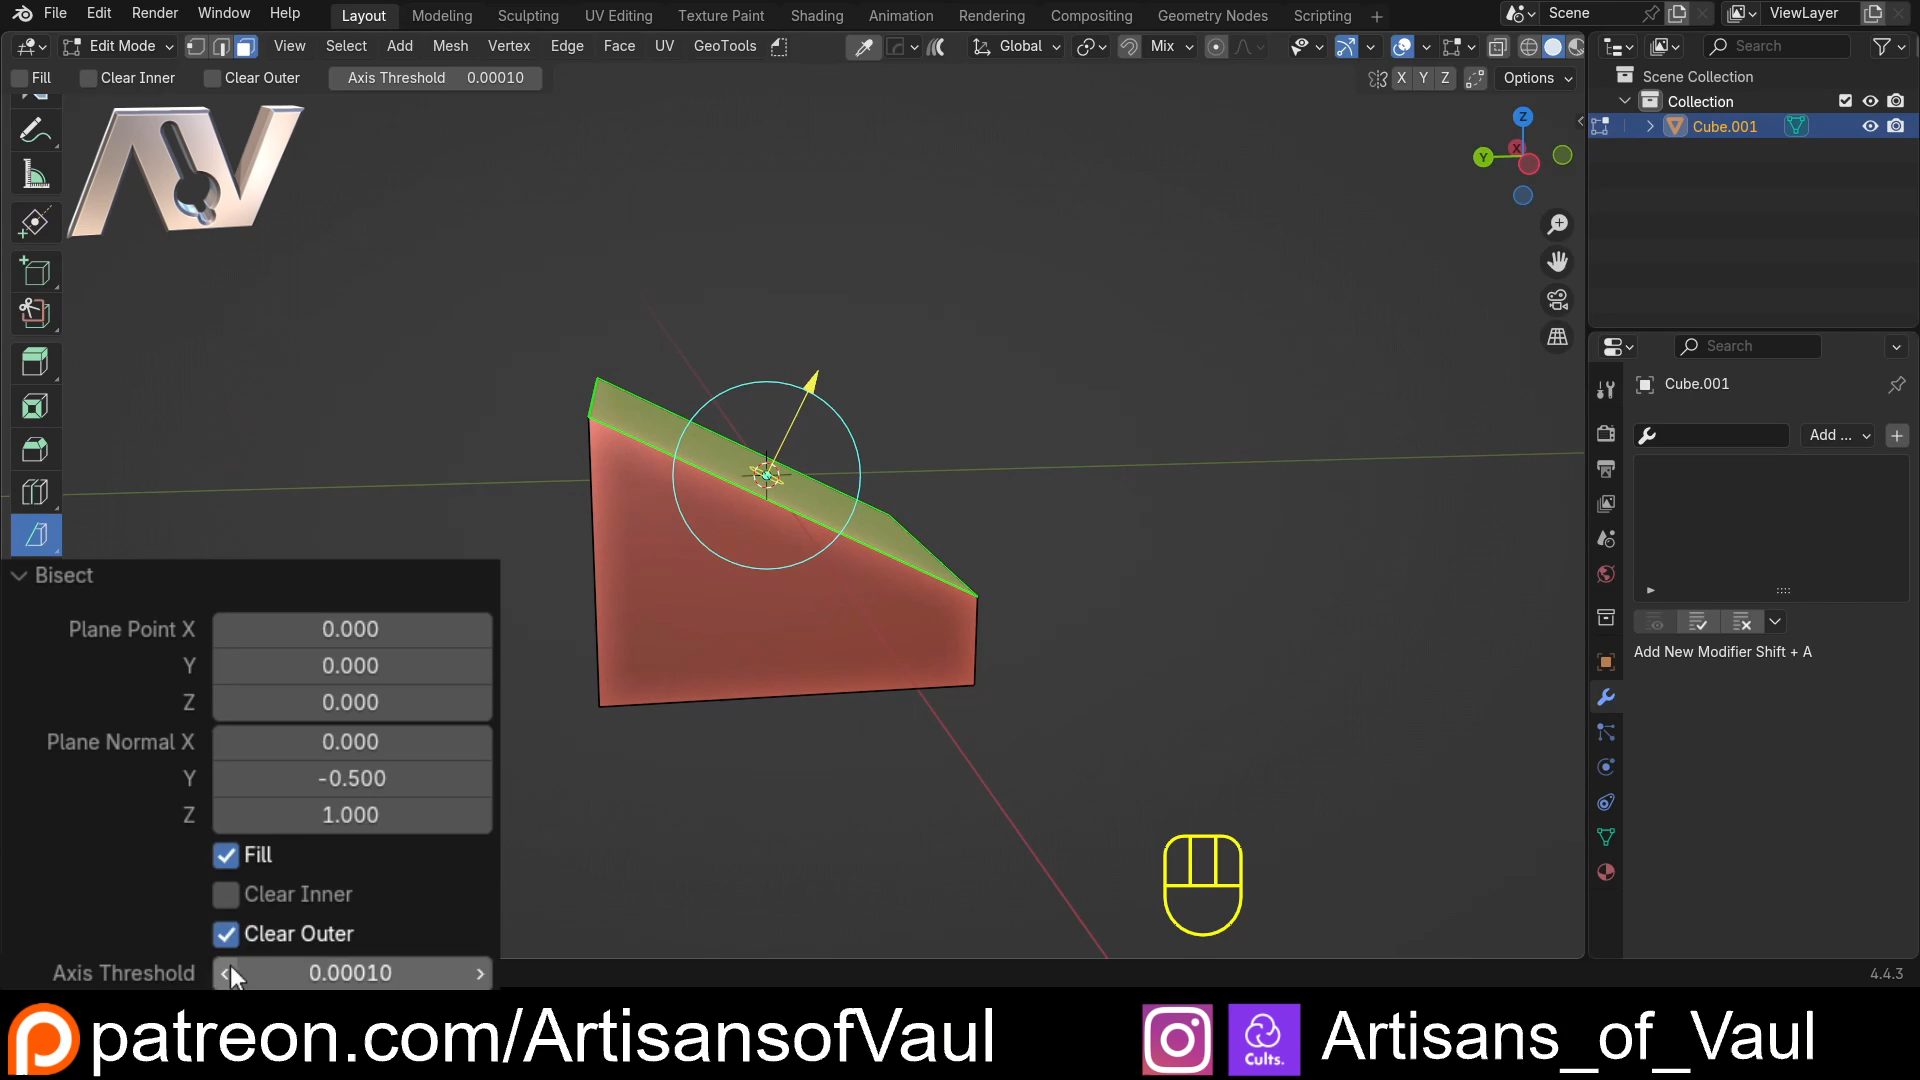 File Edit Render Window Help Layout Modeling Sculpting UV Editing Texture Paint Shading Animation Rendering Compositing Geometry Nodes Scripting + Scene ViewLayer
Edit Mode View Select Add Mesh Vertex Edge Face UV GeoTools Global Mix Search
Fill Clear Inner Clear Outer Axis Threshold 0.00010 X Y Z Options
Scene Collection
Collection
Cube.001
AV
Z
Y X
Search
Cube.001
Add ...
Add New Modifier Shift + A
Bisect
Plane Point X 0.000
Y 0.000
Z 0.000
Plane Normal X 0.000
Y -0.500
Z 1.000
Fill
Clear Inner
Clear Outer
Axis Threshold 0.00010
4.4.3
patreon.com/ArtisansofVaul Cults. Artisans_of_Vaul